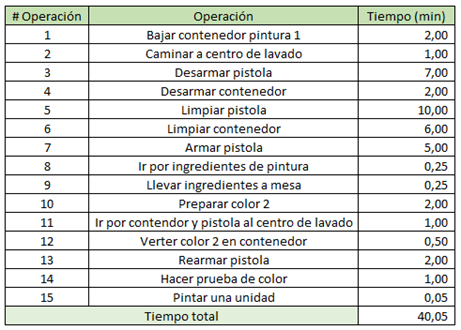 # Operación Operación Tiempo (min)
1 Bajar contenedor pintura 1 2,00
2 Caminar a centro de lavado 1,00
3 Desarmar pistola 7,00
4 Desarmar contenedor 2,00
5 Limpiar pistola 10,00
6 Limpiar contenedor 6,00
7 Armar pistola 5,00
8 Ir por ingredientes de pintura 0,25
9 Llevar ingredientes a mesa 0,25
10 Preparar color 2 2,00
11 Ir por contendor y pistola al centro de lavado 1,00
12 Verter color 2 en contenedor 0,50
13 Rearmar pistola 2,00
14 Hacer prueba de color 1,00
15 Pintar una unidad 0,05
Tiempo total 40,05